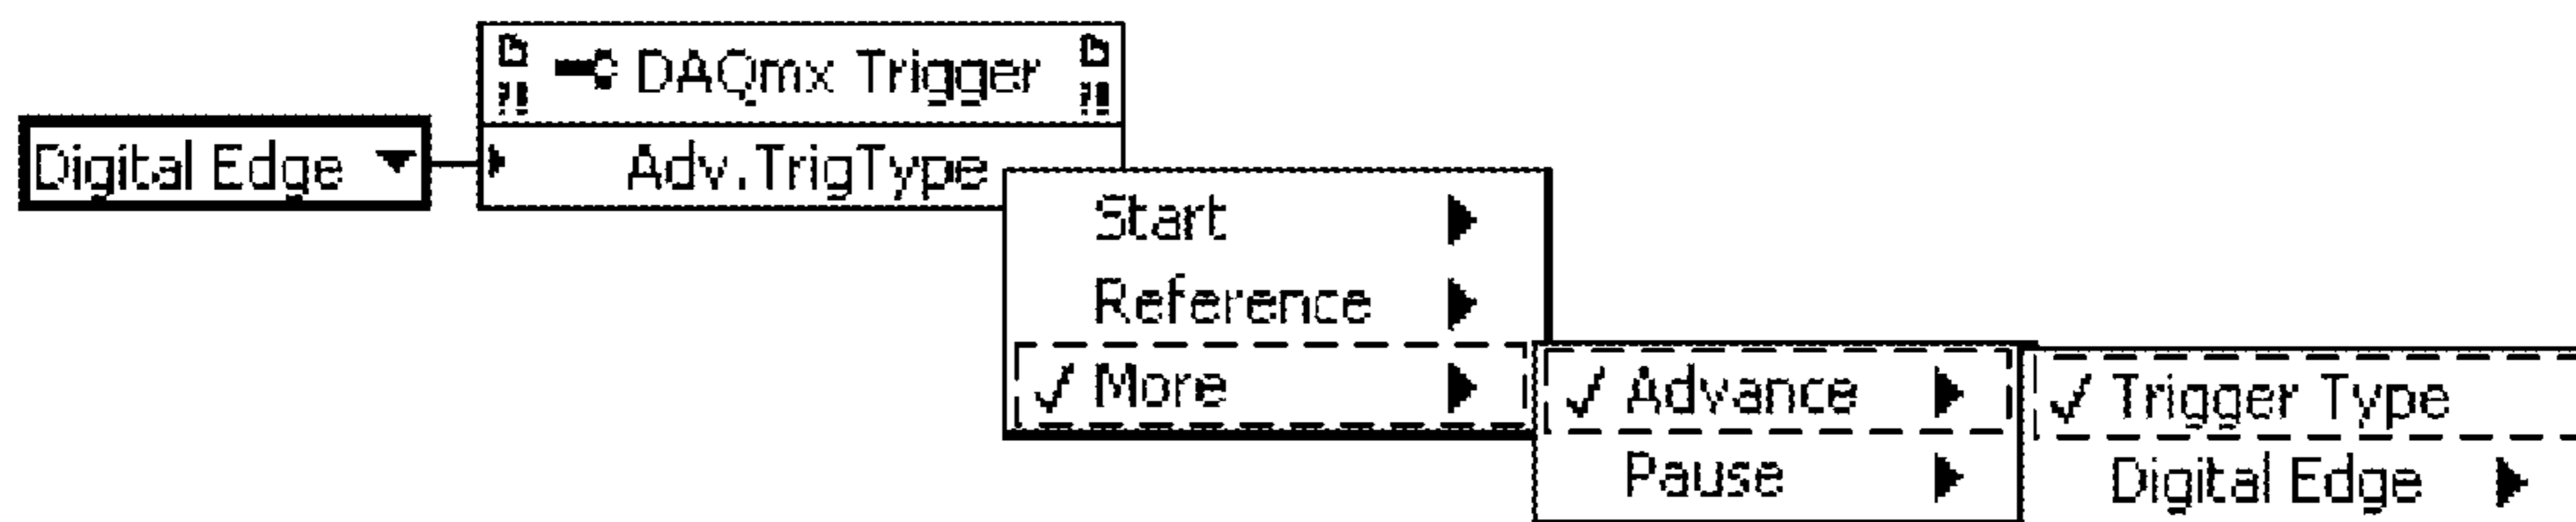 DAQmx Trigger
Digital Edge
Adv.TrigType
Start
Reference
More
Advance
Trigger Type
Pause
Digital Edge